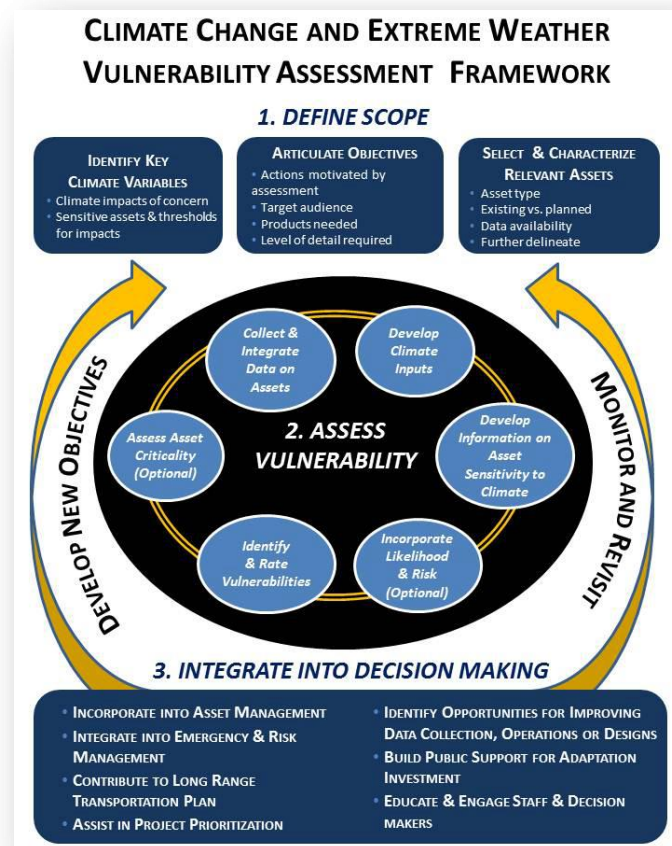 CLIMATE CHANGE AND EXTREME WEATHER
VULNERABILITY ASSESSMENT FRAMEWORK
1. DEFINE SCOPE
IDENTIFY KEY
CLIMATE VARIABLES
• Climate impacts of concern
• Sensitive assets & thresholds
for impacts
ARTICULATE OBJECTIVES
• Actions motivated by
assessment
• Target audience
• Products needed
• Level of detail required
SELECT & CHARACTERIZE
RELEVANT ASSETS
• Asset type
• Existing vs. planned
• Data availability
• Further delineate
DEVELOP NEW OBJECTIVES
Collect &
Integrate
Data on
Assets
Develop
Climate
Inputs
Assess Asset
Criticality
(Optional)
2. ASSESS
VULNERABILITY
Develop
Information on
Asset
Sensitivity to
Climate
Identify
& Rate
Vulnerabilities
Incorporate
Likelihood
& Risk
(Optional)
MONITOR AND REVISIT
3. INTEGRATE INTO DECISION MAKING
• INCORPORATE INTO ASSET MANAGEMENT
• INTEGRATE INTO EMERGENCY & RISK
MANAGEMENT
• CONTRIBUTE TO LONG RANGE
TRANSPORTATION PLAN
• ASSIST IN PROJECT PRIORITIZATION
• IDENTIFY OPPORTUNITIES FOR IMPROVING
DATA COLLECTION, OPERATIONS OR DESIGNS
• BUILD PUBLIC SUPPORT FOR ADAPTATION
INVESTMENT
• EDUCATE & ENGAGE STAFF & DECISION
MAKERS